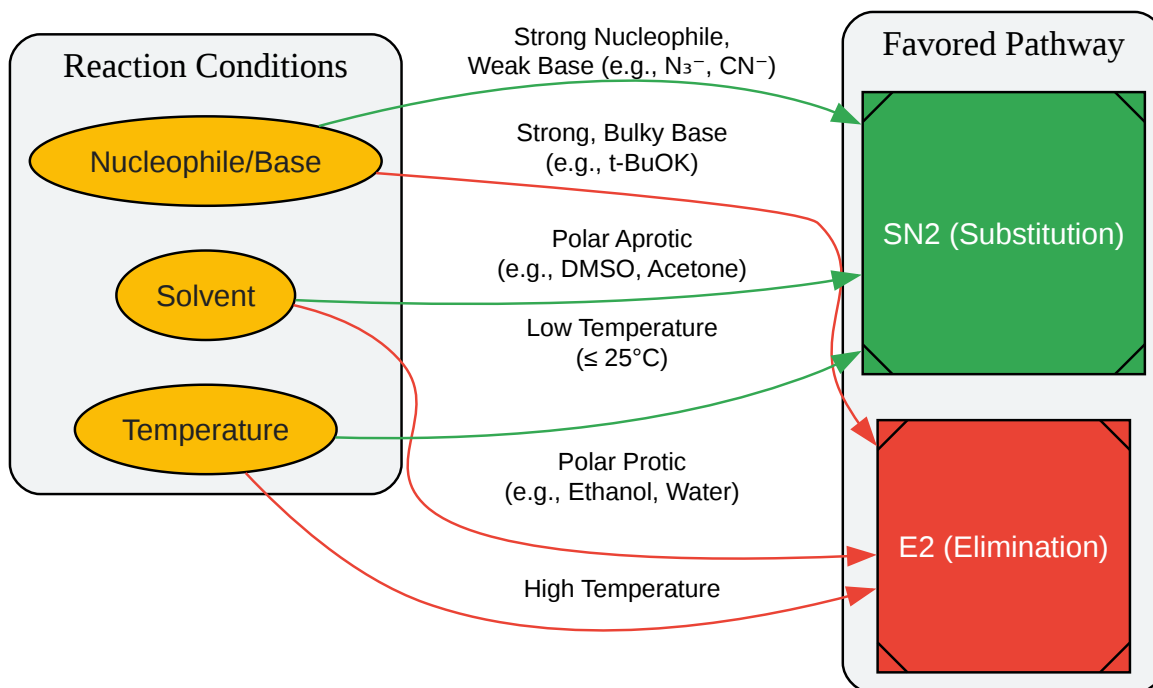 Reaction Conditions
Nucleophile/Base
Solvent
Temperature
Strong Nucleophile,
Weak Base (e.g., N₃⁻, CN⁻)
Strong, Bulky Base
(e.g., t-BuOK)
Polar Aprotic
(e.g., DMSO, Acetone)
Low Temperature
(≤ 25°C)
Polar Protic
(e.g., Ethanol, Water)
High Temperature
Favored Pathway
SN2 (Substitution)
E2 (Elimination)